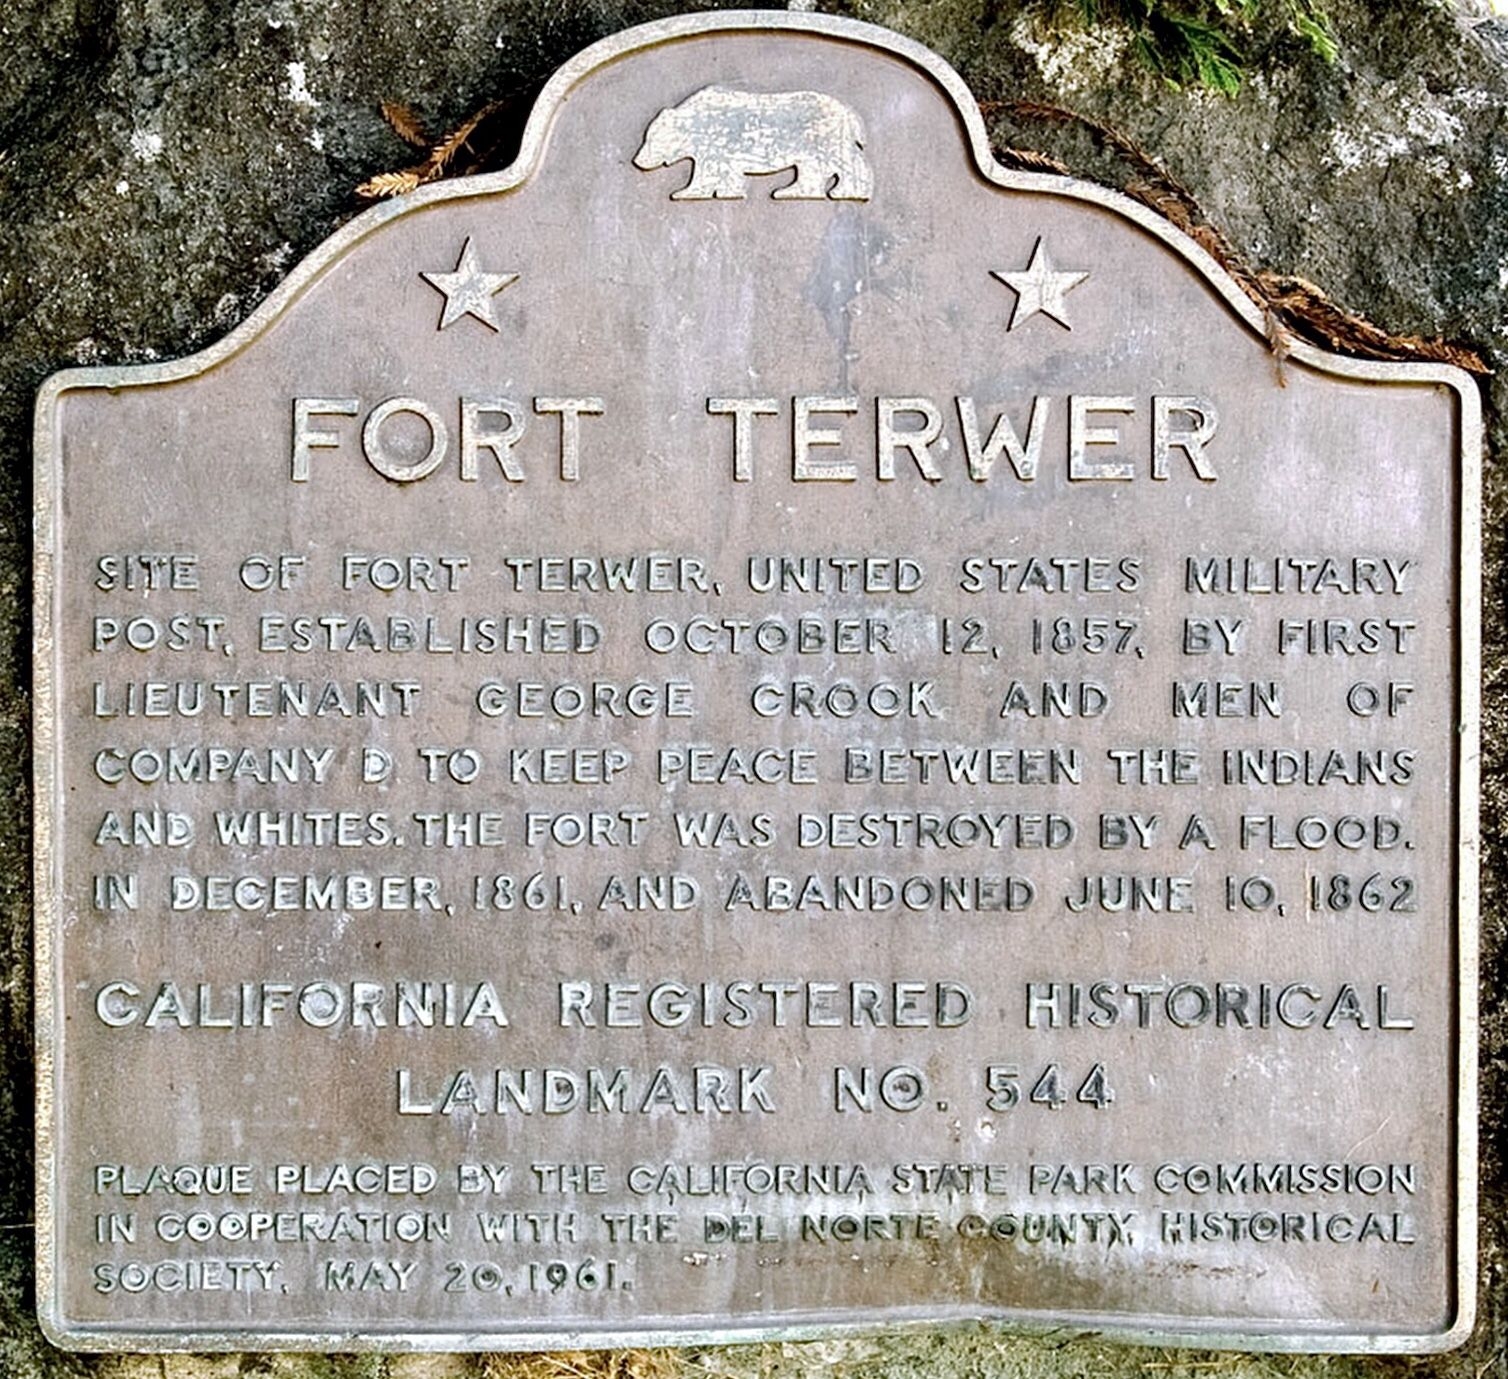 FORT TERWER
SITE OF FORT TERWER, UNITED STATES MILITARY
POST, ESTABLISHED OCTOBER 12, 1857, BY FIRST
LIEUTENANT GEORGE CROOK AND MEN OF
COMPANY D TO KEEP PEACE BETWEEN THE INDIANS
AND WHITES. THE FORT WAS DESTROYED BY A FLOOD.
IN DECEMBER, 1861, AND ABANDONED JUNE 10, 1862
CALIFORNIA REGISTERED HISTORICAL
LANDMARK NO. 544
PLAQUE PLACED BY THE CALIFORNIA STATE PARK COMMISSION
IN COOPERATION WITH THE DEL NORTE COUNTY, HISTORICAL
SOCIETY, MAY 20, 1961.